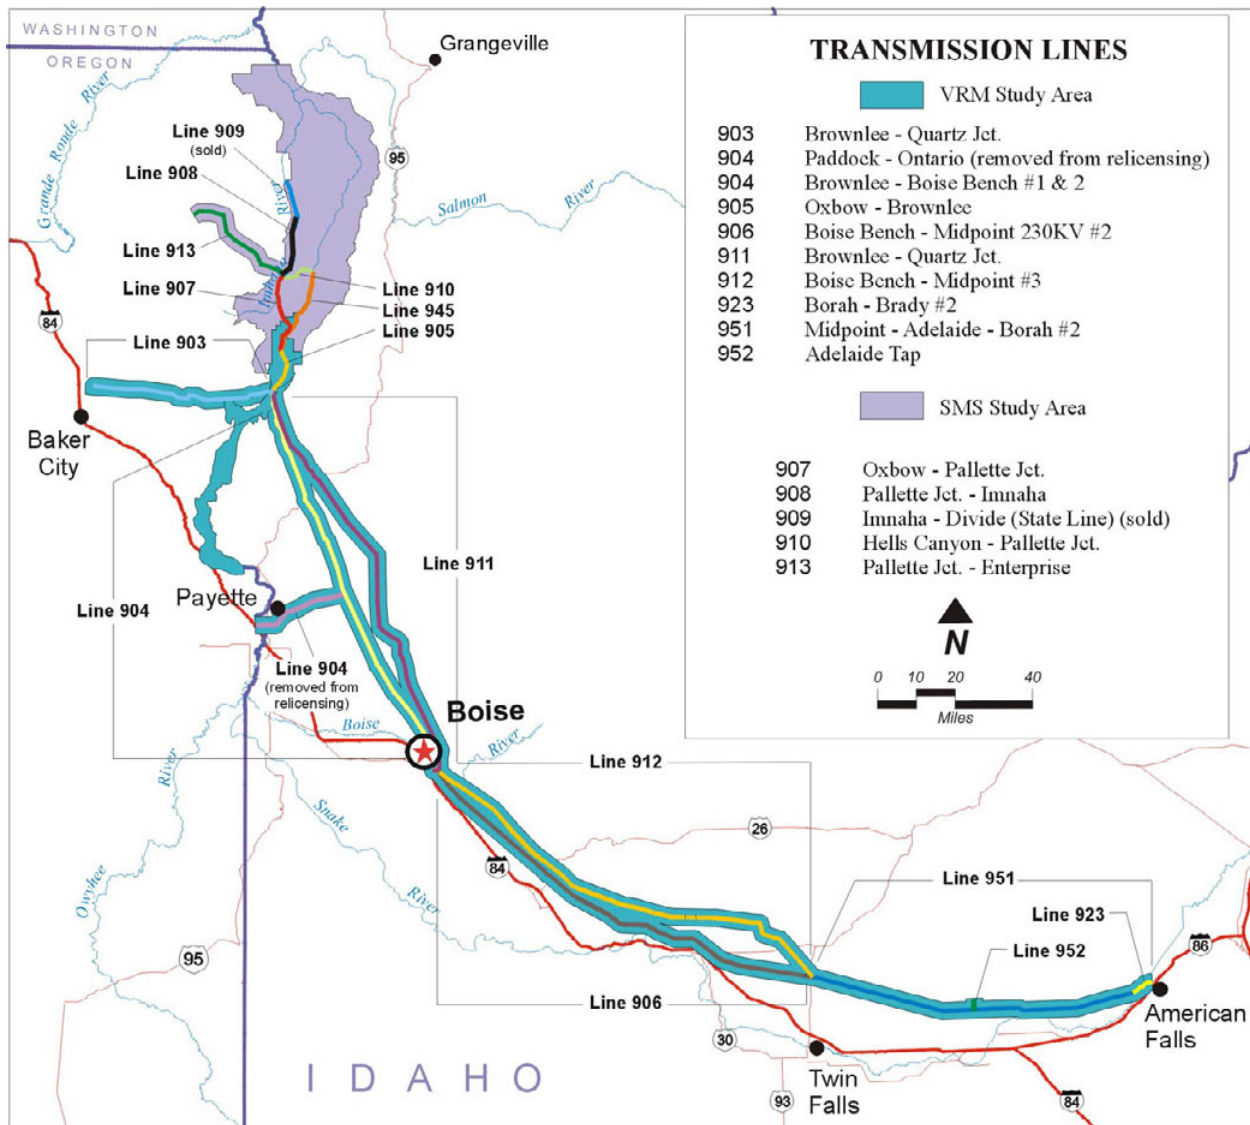 WASHINGTON
OREGON
Grangeville
Grande Ronde River
Line 909
(sold)
Line 908
River
95
Salmon River
Line 913
Imnaha
Line 910
Line 907
Line 945
Line 905
84
Line 903
Baker
City
Line 911
Payette
Line 904
Line 904
(removed from
relicensing)
Boise
Boise
River
Line 912
River
Snake
River
Owyhee
26
84
Line 951
Line 923
95
Line 952
86
Line 906
American
Falls
30
IDAHO
Twin
Falls
93
84
TRANSMISSION LINES
VRM Study Area
903 Brownlee - Quartz Jct.
904 Paddock - Ontario (removed from relicensing)
904 Brownlee - Boise Bench #1 & 2
905 Oxbow - Brownlee
906 Boise Bench - Midpoint 230KV #2
911 Brownlee - Quartz Jct.
912 Boise Bench - Midpoint #3
923 Borah - Brady #2
951 Midpoint - Adelaide - Borah #2
952 Adelaide Tap
SMS Study Area
907 Oxbow - Pallette Jct.
908 Pallette Jct. - Imnaha
909 Imnaha - Divide (State Line) (sold)
910 Hells Canyon - Pallette Jct.
913 Pallette Jct. - Enterprise
N
0 10 20 40
Miles